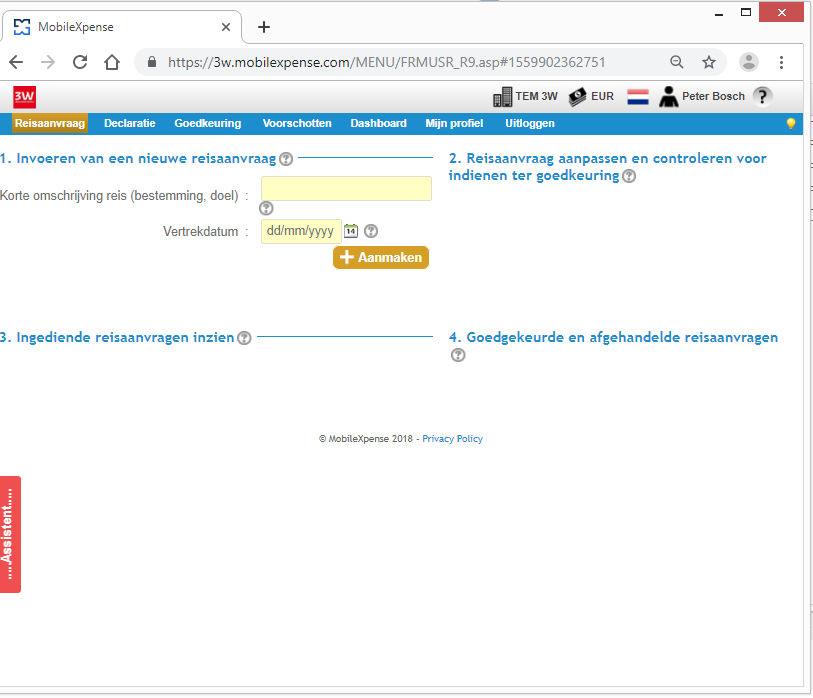 MobileXpense
https://3w.mobilexpense.com/MENU/FRMUSR_R9.asp#1559902362751
3W
TEM 3W EUR Peter Bosch ?
Reisaanvraag Declaratie Goedkeuring Voorschotten Dashboard Mijn profiel Uitloggen
1. Invoeren van een nieuwe reisaanvraag ?
Korte omschrijving reis (bestemming, doel) :
?
Vertrekdatum : dd/mm/yyyy 14 ?
Aanmaken
2. Reisaanvraag aanpassen en controleren voor
indienen ter goedkeuring ?
3. Ingediende reisaanvragen inzien ?
4. Goedgekeurde en afgehandelde reisaanvragen
?
© MobileXpense 2018 - Privacy Policy
....Assistent.....